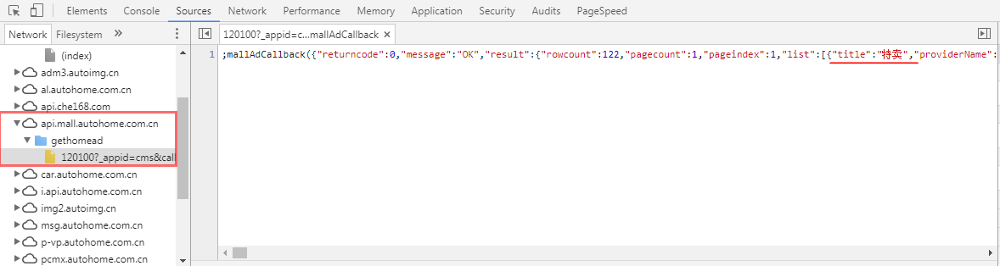 Elements Console Sources Network Performance Memory Application Security Audits PageSpeed
Network Filesystem »
120100?_appid=c...mallAdCallback ×
(index)
adm3.autoimg.cn
al.autohome.com.cn
api.che168.com
api.mall.autohome.com.cn
gethomead
120100?_appid=cms&call
car.autohome.com.cn
i.api.autohome.com.cn
img2.autoimg.cn
msg.autohome.com.cn
p-vp.autohome.com.cn
pcmx.autohome.com.cn
1 ;mallAdCallback({"returncode":0,"message":"OK","result":{"rowcount":122,"pagecount":1,"pageindex":1,"list":[{"title":"特卖","providerName":